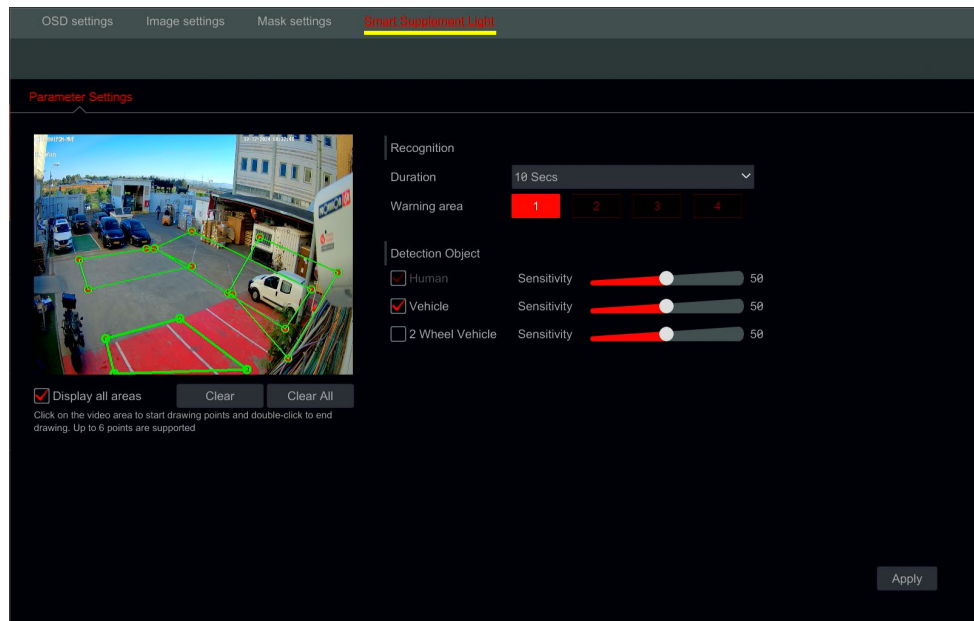 OSD settings Image settings Mask settings Smart Supplement Light
Parameter Settings
Recognition
Duration 10 Secs
Warning area 1 2 3 4
Detection Object
Human Sensitivity 50
Vehicle Sensitivity 50
2 Wheel Vehicle Sensitivity 50
Display all areas Clear Clear All
Click on the video area to start drawing points and double-click to end
drawing. Up to 6 points are supported
Apply